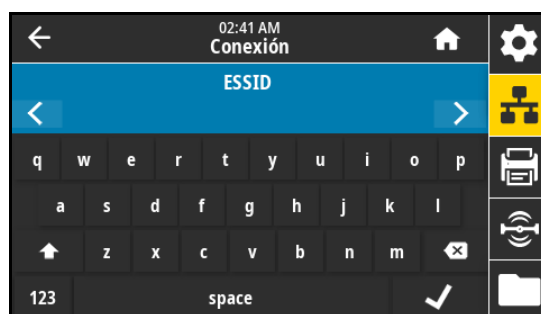 02:41 AM
Conexión
ESSID
q w e r t y u i o p
a s d f g h j k l
z x c v b n m
123 space